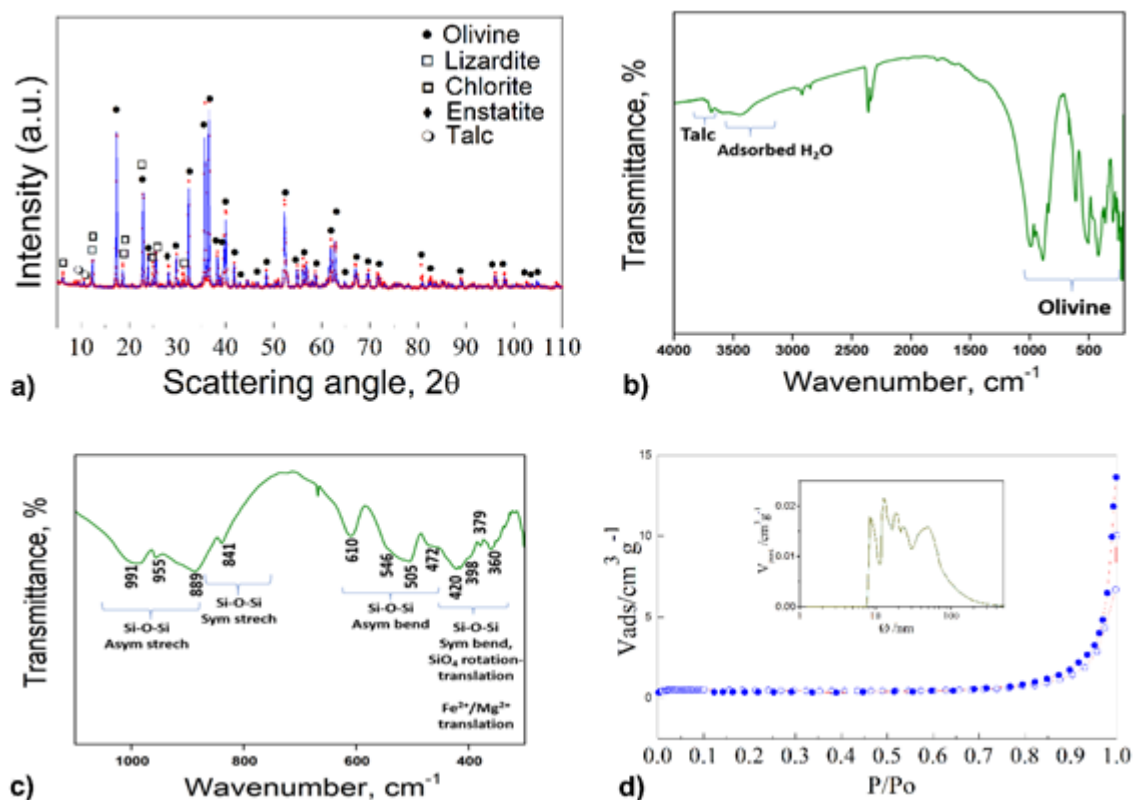 Intensity (a.u.)
Olivine
Lizardite
Chlorite
Enstatite
Talc
10 20 30 40 50 60 70 80 90 100 110
Scattering angle, 2θ
a)
Transmittance, %
Talc
Adsorbed H₂O
Olivine
4000 3500 3000 2500 2000 1500 1000 500
Wavenumber, cm⁻¹
b)
Transmittance, %
991
955
889
841
610
546
505
472
420
398
379
360
Si-O-Si
Asym strech
Si-O-Si
Sym strech
Si-O-Si
Asym bend
Si-O-Si
Sym bend,
SiO₄ rotation-
translation
Fe²⁺/Mg²⁺
translation
1000 800 600 400
Wavenumber, cm⁻¹
c)
Vads/cm³g⁻¹
15
10
5
0
0.02
0.01
0.00
1 10 100
/nm
0.0 0.1 0.2 0.3 0.4 0.5 0.6 0.7 0.8 0.9 1.0
P/Po
d)